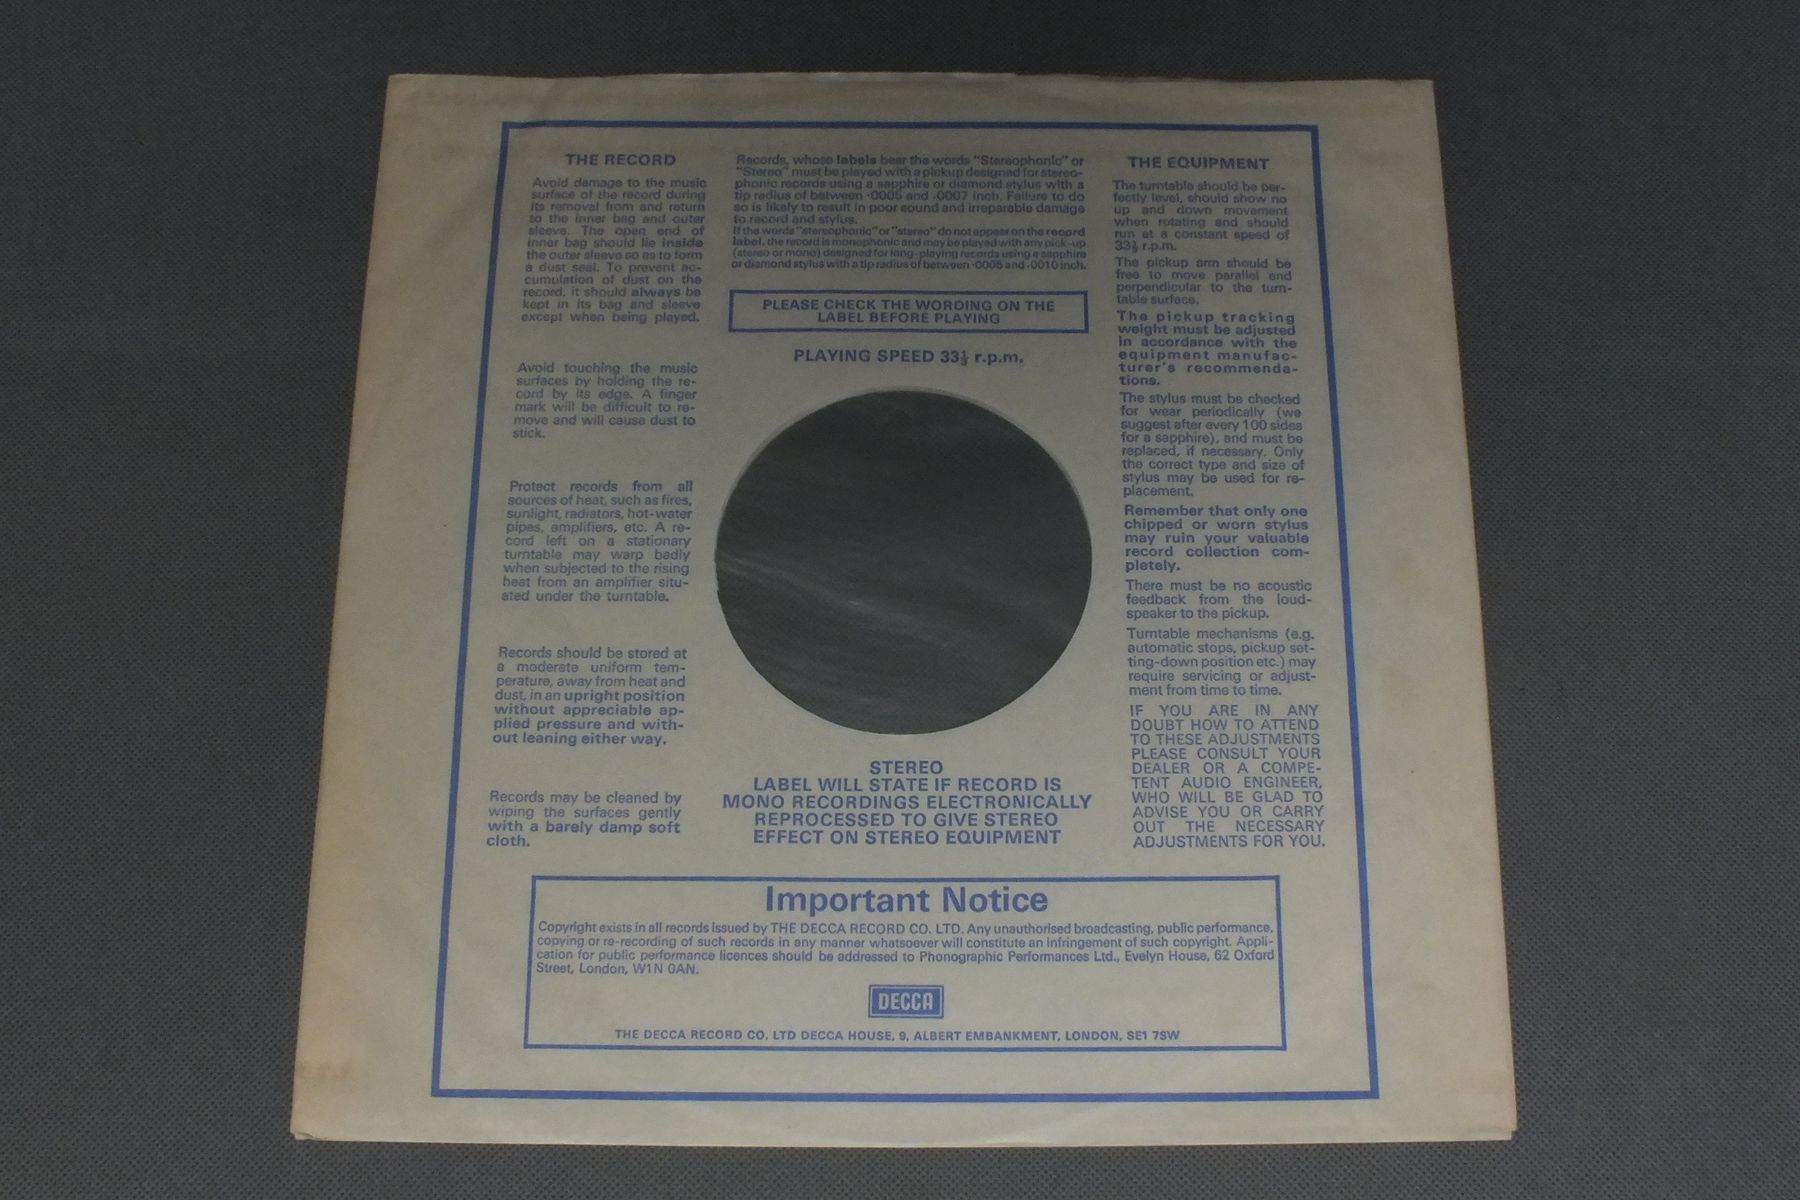 THE RECORD
Avoid damage to the music
surface of the record during
its removal from and return
to the inner bag and outer
sleeve. The open end of
inner bag should lie inside
the outer sleeve so as to form
a dust seal. To prevent ac-
cumulation of dust on the
record, it should always be
kept in its bag and sleeve
except when being played.
Avoid touching the music
surfaces by holding the re-
cord by its edge. A finger
mark will be difficult to re-
move and will cause dust to
stick.
Protect records from all
sources of heat, such as fires,
sunlight, radiators, hot-water
pipes, amplifiers, etc. A re-
cord left on a stationary
turntable may warp badly
when subjected to the rising
heat from an amplifier situ-
ated under the turntable.
Records should be stored at
a moderate uniform tem-
perature, away from heat and
dust, in an upright position
without appreciable ap-
plied pressure and with-
out leaning either way.
Records may be cleaned by
wiping the surfaces gently
with a barely damp soft
cloth.
Records, whose labels bear the words "Stereophonic" or
"Stereo" must be played with a pickup designed for stereo-
phonic records using a sapphire or diamond stylus with a
tip radius of between ·0005 and ·0007 inch. Failure to do
so is likely to result in poor sound and irreparable damage
to record and stylus.
If the words "stereophonic" or "stereo" do not appear on the record
label, the record is monophonic and may be played with any pick-up
(stereo or mono) designed for long-playing records using a sapphire
or diamond stylus with a tip radius of between ·0005 and ·0010 inch.
PLEASE CHECK THE WORDING ON THE
LABEL BEFORE PLAYING
PLAYING SPEED 33⅓ r.p.m.
STEREO
LABEL WILL STATE IF RECORD IS
MONO RECORDINGS ELECTRONICALLY
REPROCESSED TO GIVE STEREO
EFFECT ON STEREO EQUIPMENT
THE EQUIPMENT
The turntable should be per-
fectly level, should show no
up and down movement
when rotating and should
run at a constant speed of
33⅓ r.p.m.
The pickup arm should be
free to move parallel and
perpendicular to the turn-
table surface.
The pickup tracking
weight must be adjusted
in accordance with the
equipment manufac-
turer's recommenda-
tions.
The stylus must be checked
for wear periodically (we
suggest after every 100 sides
for a sapphire), and must be
replaced, if necessary. Only
the correct type and size of
stylus may be used for re-
placement.
Remember that only one
chipped or worn stylus
may ruin your valuable
record collection com-
pletely.
There must be no acoustic
feedback from the loud-
speaker to the pickup.
Turntable mechanisms (e.g.
automatic stops, pickup set-
ting-down position etc.) may
require servicing or adjust-
ment from time to time.
IF YOU ARE IN ANY
DOUBT HOW TO ATTEND
TO THESE ADJUSTMENTS
PLEASE CONSULT YOUR
DEALER OR A COMPE-
TENT AUDIO ENGINEER,
WHO WILL BE GLAD TO
ADVISE YOU OR CARRY
OUT THE NECESSARY
ADJUSTMENTS FOR YOU.
Important Notice
Copyright exists in all records issued by THE DECCA RECORD CO. LTD. Any unauthorised broadcasting, public performance,
copying or re-recording of such records in any manner whatsoever will constitute an infringement of such copyright. Appli-
cation for public performance licences should be addressed to Phonographic Performances Ltd., Evelyn House, 62 Oxford
Street, London, W1N 0AN.
DECCA
THE DECCA RECORD CO. LTD DECCA HOUSE, 9, ALBERT EMBANKMENT, LONDON, SE1 7SW